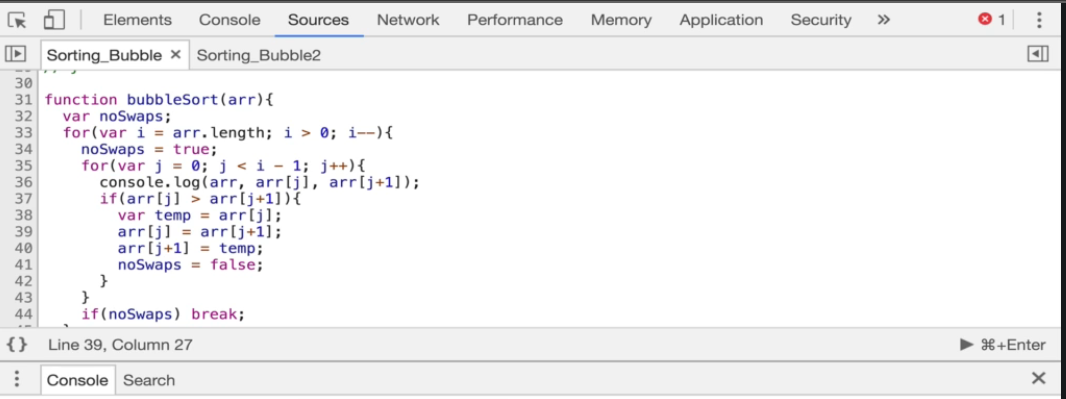 Elements Console Sources Network Performance Memory Application Security » 1
Sorting_Bubble × Sorting_Bubble2
30
31 function bubbleSort(arr){
32 var noSwaps;
33 for(var i = arr.length; i > 0; i--){
34 noSwaps = true;
35 for(var j = 0; j < i - 1; j++){
36 console.log(arr, arr[j], arr[j+1]);
37 if(arr[j] > arr[j+1]){
38 var temp = arr[j];
39 arr[j] = arr[j+1];
40 arr[j+1] = temp;
41 noSwaps = false;
42 }
43 }
44 if(noSwaps) break;
{} Line 39, Column 27 ⌘+Enter
Console Search ×